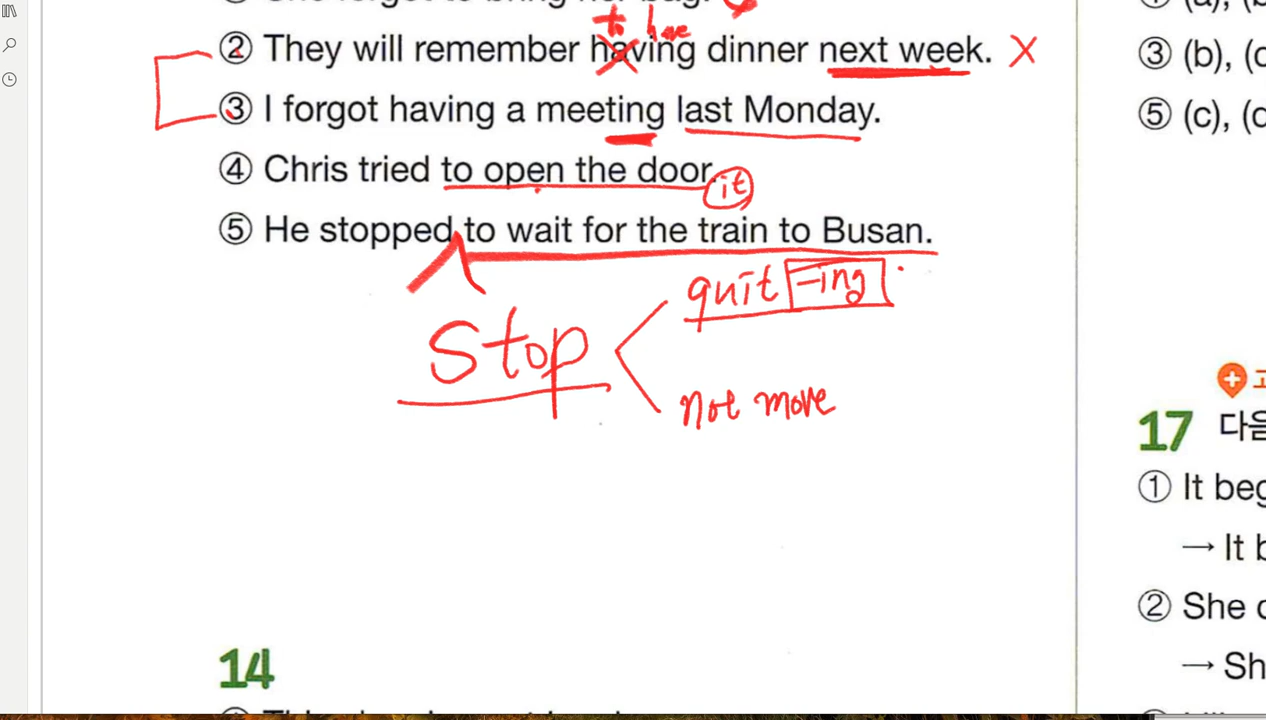 to have
② They will remember having dinner next week. X
③ I forgot having a meeting last Monday.
④ Chris tried to open the door.
it
⑤ He stopped to wait for the train to Busan.
quit -ing
stop
not move
14
③ (b), (
⑤ (c), (
17 다음
① It beg
→ It b
② She
→ Sh